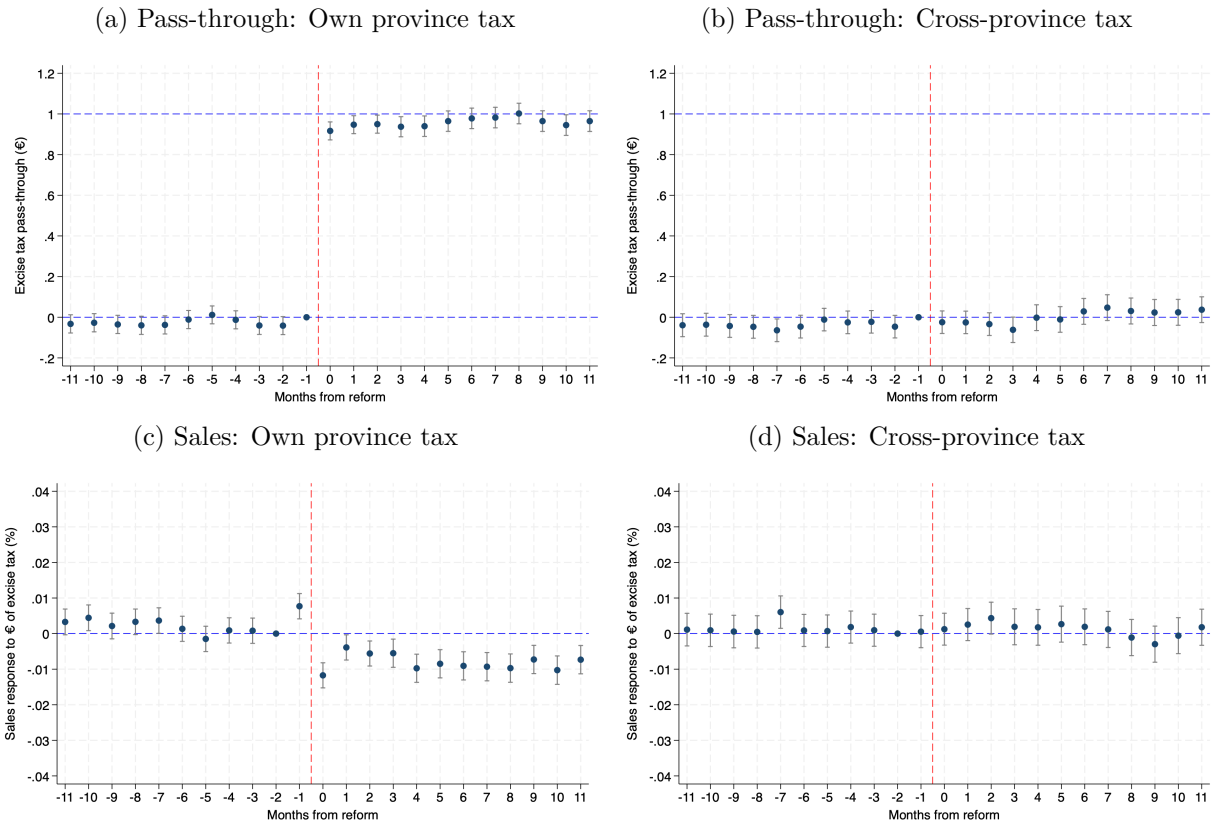 (a) Pass-through: Own province tax
Excise tax pass-through (€)
1.2
1
.8
.6
.4
.2
0
-.2
-11 -10 -9 -8 -7 -6 -5 -4 -3 -2 -1 0 1 2 3 4 5 6 7 8 9 10 11
Months from reform
(b) Pass-through: Cross-province tax
Excise tax pass-through (€)
1.2
1
.8
.6
.4
.2
0
-.2
-11 -10 -9 -8 -7 -6 -5 -4 -3 -2 -1 0 1 2 3 4 5 6 7 8 9 10 11
Months from reform
(c) Sales: Own province tax
Sales response to € of excise tax (%)
.04
.03
.02
.01
0
-.01
-.02
-.03
-.04
-11 -10 -9 -8 -7 -6 -5 -4 -3 -2 -1 0 1 2 3 4 5 6 7 8 9 10 11
Months from reform
(d) Sales: Cross-province tax
Sales response to € of excise tax (%)
.04
.03
.02
.01
0
-.01
-.02
-.03
-.04
-11 -10 -9 -8 -7 -6 -5 -4 -3 -2 -1 0 1 2 3 4 5 6 7 8 9 10 11
Months from reform